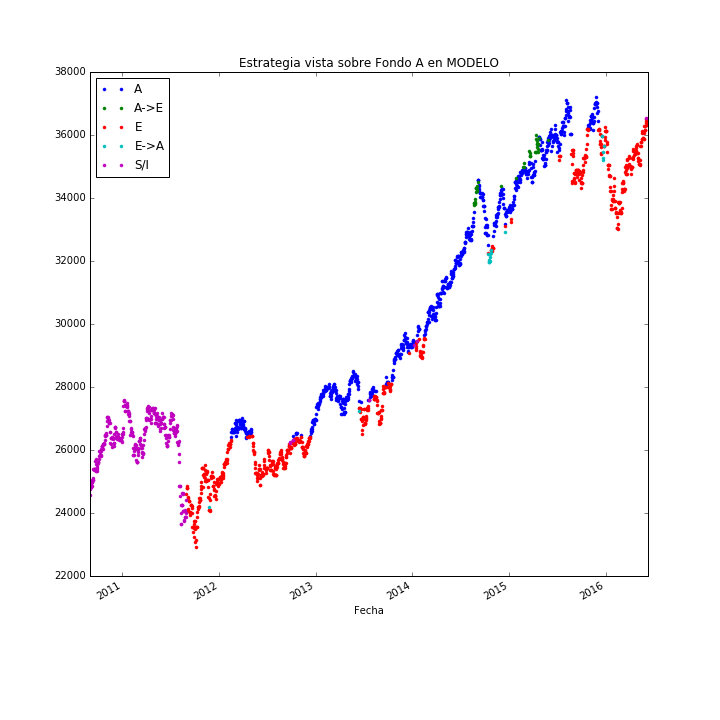 Estrategia vista sobre Fondo A en MODELO
38000
36000
34000
32000
30000
28000
26000
24000
22000
A
A->E
E
E->A
S/I
2011
2012
2013
2014
2015
2016
Fecha